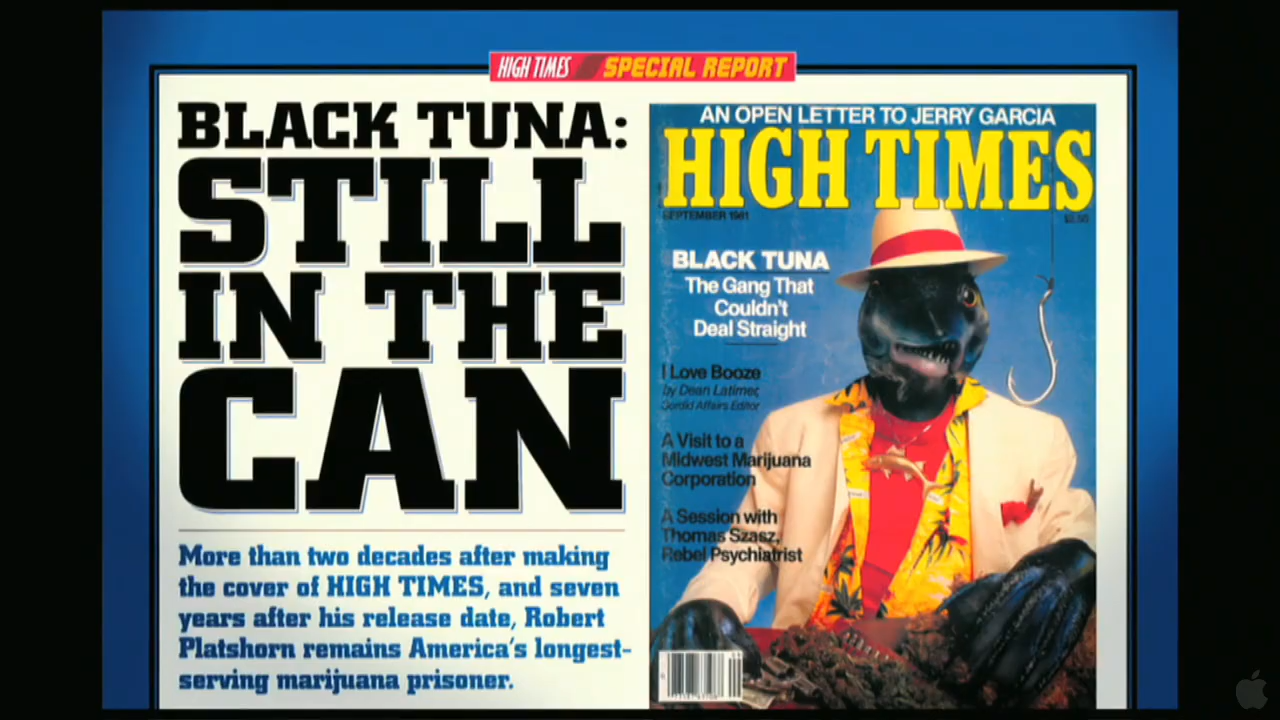 HIGH TIMES SPECIAL REPORT
BLACK TUNA:
STILL
IN THE
CAN
More than two decades after making
the cover of HIGH TIMES, and seven
years after his release date, Robert
Platshorn remains America's longest-
serving marijuana prisoner.
AN OPEN LETTER TO JERRY GARCIA
HIGH TIMES
SEPTEMBER 1981
BLACK TUNA
The Gang That
Couldn't
Deal Straight
I Love Booze
by Dean Latimer,
Sordid Affairs Editor
A Visit to a
Midwest Marijuana
Corporation
A Session with
Thomas Szasz,
Rebel Psychiatrist